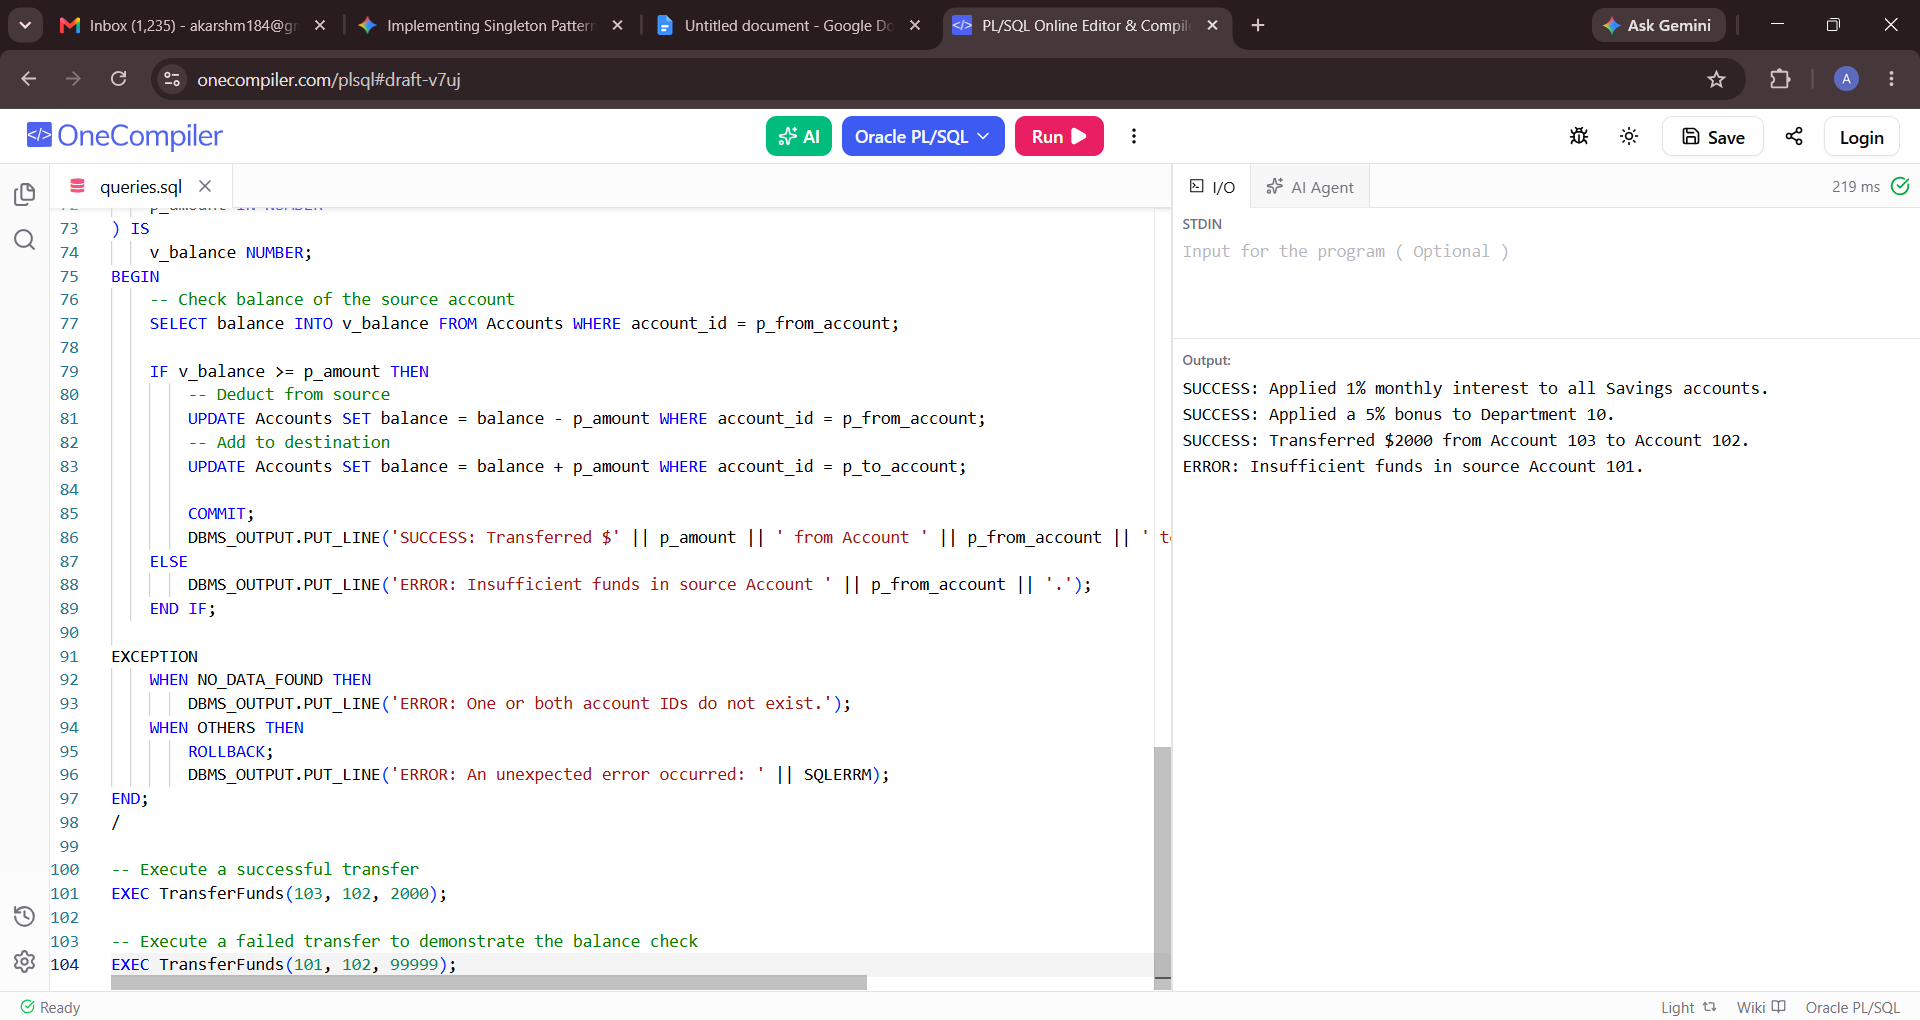 Inbox (1,235) - akarshm184@gm
Implementing Singleton Pattern
Untitled document - Google Do
PL/SQL Online Editor & Compile
Ask Gemini
onecompiler.com/plsql#draft-v7uj
A
OneCompiler
AI
Oracle PL/SQL
Run
Save
Login
queries.sql
I/O
AI Agent
219 ms
73 ) IS
74 v_balance NUMBER;
75 BEGIN
76 -- Check balance of the source account
77 SELECT balance INTO v_balance FROM Accounts WHERE account_id = p_from_account;
78
79 IF v_balance >= p_amount THEN
80 -- Deduct from source
81 UPDATE Accounts SET balance = balance - p_amount WHERE account_id = p_from_account;
82 -- Add to destination
83 UPDATE Accounts SET balance = balance + p_amount WHERE account_id = p_to_account;
84
85 COMMIT;
86 DBMS_OUTPUT.PUT_LINE('SUCCESS: Transferred $' || p_amount || ' from Account ' || p_from_account || ' t
87 ELSE
88 DBMS_OUTPUT.PUT_LINE('ERROR: Insufficient funds in source Account ' || p_from_account || '.');
89 END IF;
90
91 EXCEPTION
92 WHEN NO_DATA_FOUND THEN
93 DBMS_OUTPUT.PUT_LINE('ERROR: One or both account IDs do not exist.');
94 WHEN OTHERS THEN
95 ROLLBACK;
96 DBMS_OUTPUT.PUT_LINE('ERROR: An unexpected error occurred: ' || SQLERRM);
97 END;
98 /
99
100 -- Execute a successful transfer
101 EXEC TransferFunds(103, 102, 2000);
102
103 -- Execute a failed transfer to demonstrate the balance check
104 EXEC TransferFunds(101, 102, 99999);
STDIN
Input for the program ( Optional )
Output:
SUCCESS: Applied 1% monthly interest to all Savings accounts.
SUCCESS: Applied a 5% bonus to Department 10.
SUCCESS: Transferred $2000 from Account 103 to Account 102.
ERROR: Insufficient funds in source Account 101.
Ready
Light
Wiki
Oracle PL/SQL